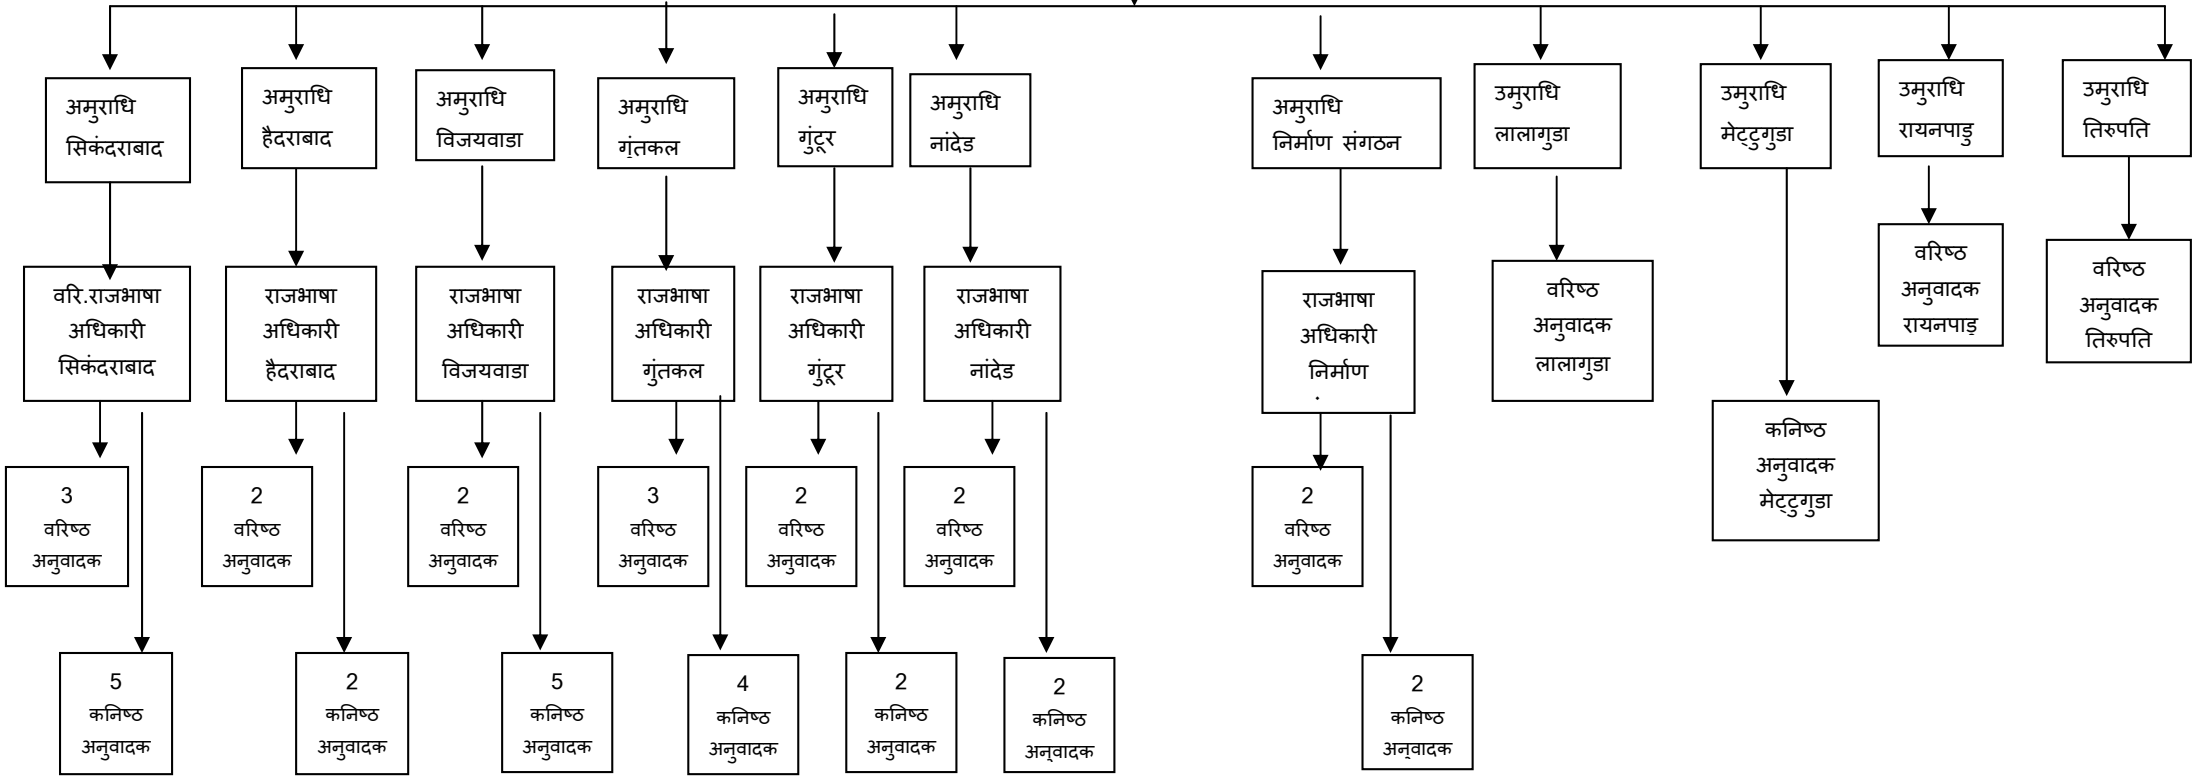 अमुराधि
सिकंदराबाद
अमुराधि
हैदराबाद
अमुराधि
विजयवाडा
अमुराधि
गुंतकल
अमुराधि
गुंटूर
अमुराधि
नांदेड
अमुराधि
निर्माण संगठन
उमुराधि
लालागुडा
उमुराधि
मेट्टुगुडा
उमुराधि
रायनपाडु
उमुराधि
तिरुपति
वरि.राजभाषा
अधिकारी
सिकंदराबाद
राजभाषा
अधिकारी
हैदराबाद
राजभाषा
अधिकारी
विजयवाडा
राजभाषा
अधिकारी
गुंतकल
राजभाषा
अधिकारी
गुंटूर
राजभाषा
अधिकारी
नांदेड
राजभाषा
अधिकारी
निर्माण
वरिष्ठ
अनुवादक
लालागुडा
कनिष्ठ
अनुवादक
मेट्टुगुडा
वरिष्ठ
अनुवादक
रायनपाडु
वरिष्ठ
अनुवादक
तिरुपति
3
वरिष्ठ
अनुवादक
2
वरिष्ठ
अनुवादक
2
वरिष्ठ
अनुवादक
3
वरिष्ठ
अनुवादक
2
वरिष्ठ
अनुवादक
2
वरिष्ठ
अनुवादक
2
वरिष्ठ
अनुवादक
5
कनिष्ठ
अनुवादक
2
कनिष्ठ
अनुवादक
5
कनिष्ठ
अनुवादक
4
कनिष्ठ
अनुवादक
2
कनिष्ठ
अनुवादक
2
कनिष्ठ
अनुवादक
2
कनिष्ठ
अनुवादक